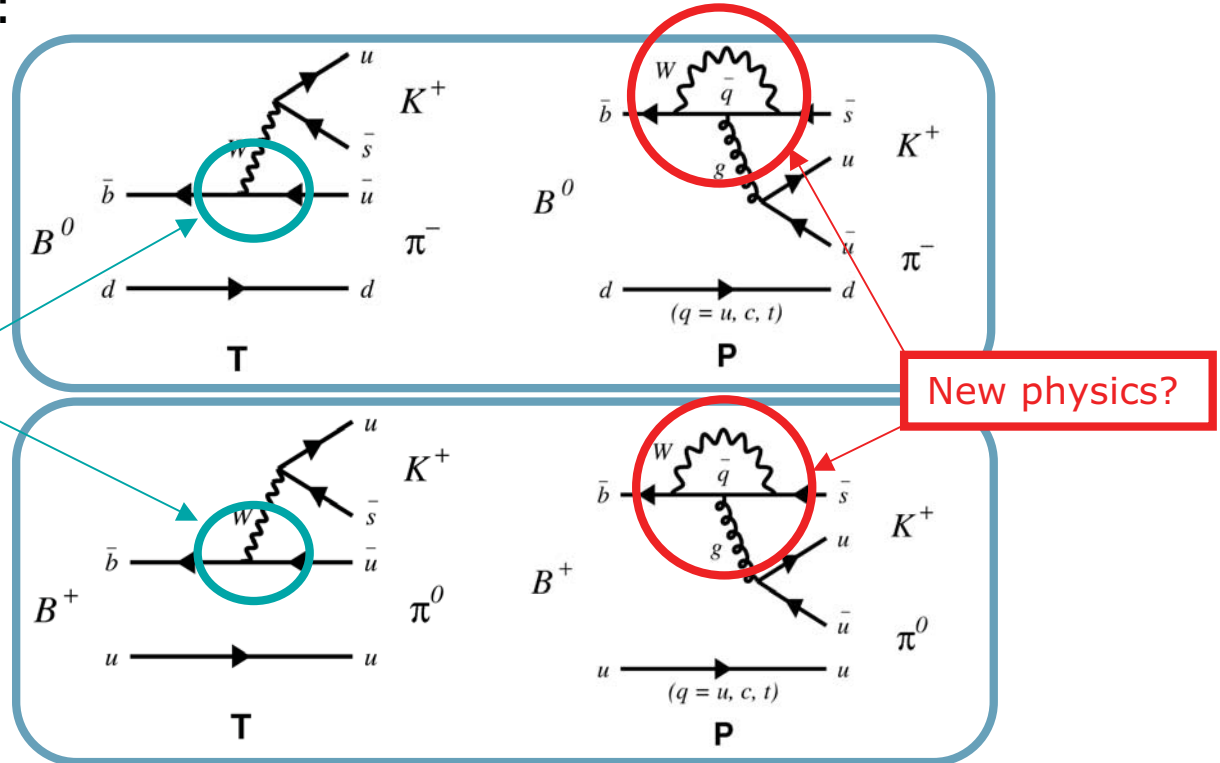 :
u
K⁺
W
s̄
b̄
ū
B⁰
π⁻
d
d
T
W
q̄
b̄
s̄
K⁺
g
u
B⁰
ū
π⁻
d
d
(q = u, c, t)
P
New physics?
u
K⁺
W
s̄
b̄
ū
B⁺
π⁰
u
u
T
W
q̄
b̄
s̄
K⁺
g
u
B⁺
ū
π⁰
u
u
(q = u, c, t)
P